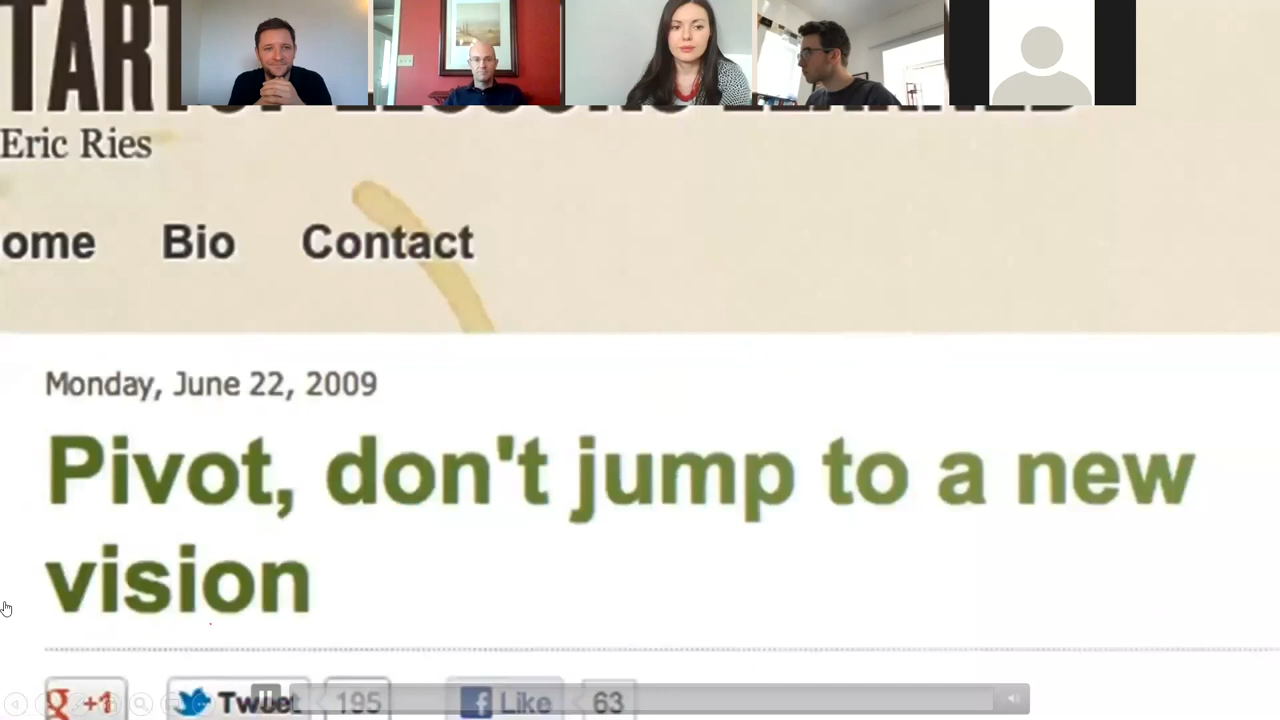 TART
Eric Ries
ome Bio Contact
Monday, June 22, 2009
Pivot, don't jump to a new
vision
g +1 Tweet 195 f Like 63